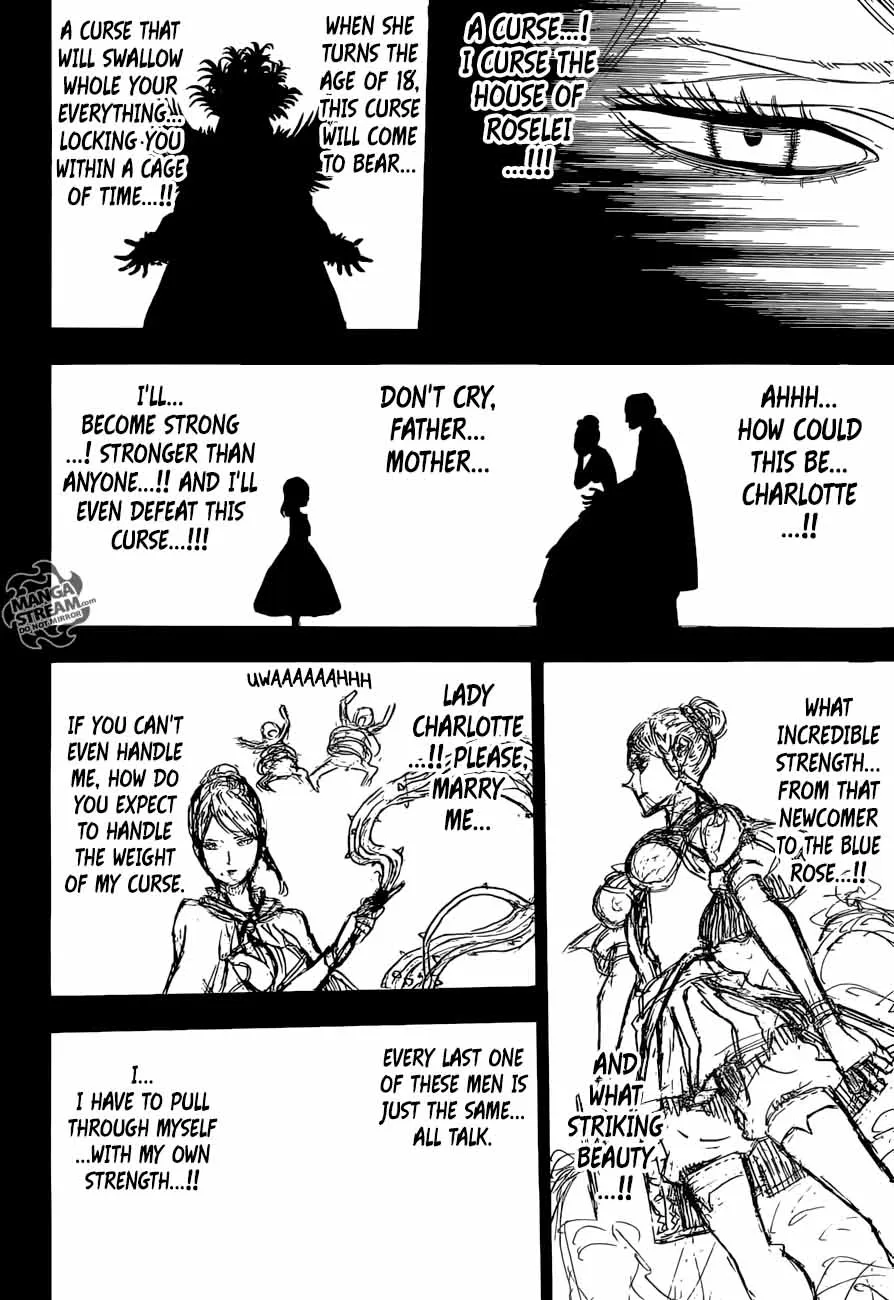 A CURSE...!
I CURSE THE
HOUSE OF
ROSELEI
...!!!
WHEN SHE
TURNS THE
AGE OF 18,
THIS CURSE
WILL COME
TO BEAR...
A CURSE THAT
WILL SWALLOW
WHOLE YOUR
EVERYTHING...
LOCKING YOU
WITHIN A CAGE
OF TIME...!!
AHHH...
HOW COULD
THIS BE...
CHARLOTTE
...!!
DON'T CRY,
FATHER...
MOTHER...
I'LL...
BECOME STRONG
...! STRONGER THAN
ANYONE...!! AND I'LL
EVEN DEFEAT THIS
CURSE...!!!
MANGA
STREAM.com
DO NOT MIRROR
WHAT
INCREDIBLE
STRENGTH...
FROM THAT
NEWCOMER
TO THE BLUE
ROSE...!!
AND
WHAT
STRIKING
BEAUTY
...!!
LADY
CHARLOTTE
...!! PLEASE,
MARRY
ME...
UWAAAAAAHHH
IF YOU CAN'T
EVEN HANDLE
ME, HOW DO
YOU EXPECT
TO HANDLE
THE WEIGHT
OF MY CURSE.
EVERY LAST ONE
OF THESE MEN IS
JUST THE SAME...
ALL TALK.
I...
I HAVE TO PULL
THROUGH MYSELF
...WITH MY OWN
STRENGTH...!!